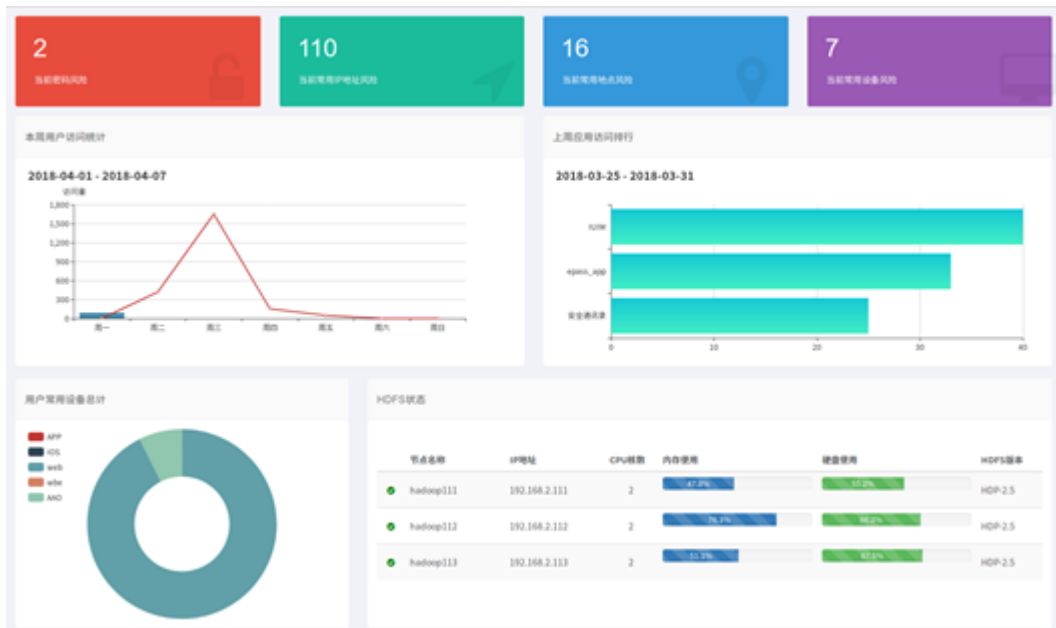 2
当前密码风险
110
当前常用IP地址风险
16
当前常用地点风险
7
当前常用设备风险
本周用户访问统计
2018-04-01 - 2018-04-07
访问量
1,800
1,500
1,200
900
600
300
0
周一 周二 周三 周四 周五 周六 周日
上周应用访问排行
2018-03-25 - 2018-03-31
epass_app
安全通讯录
0 10 20 30 40
用户常用设备总计
APP
IOS
web
AND
HDFS状态
节点名称 IP地址 CPU核数 内存使用 硬盘使用 HDFS版本
hadoop111 192.168.2.111 2 47.8% HDP-2.5
hadoop112 192.168.2.112 2 HDP-2.5
hadoop113 192.168.2.113 2 HDP-2.5